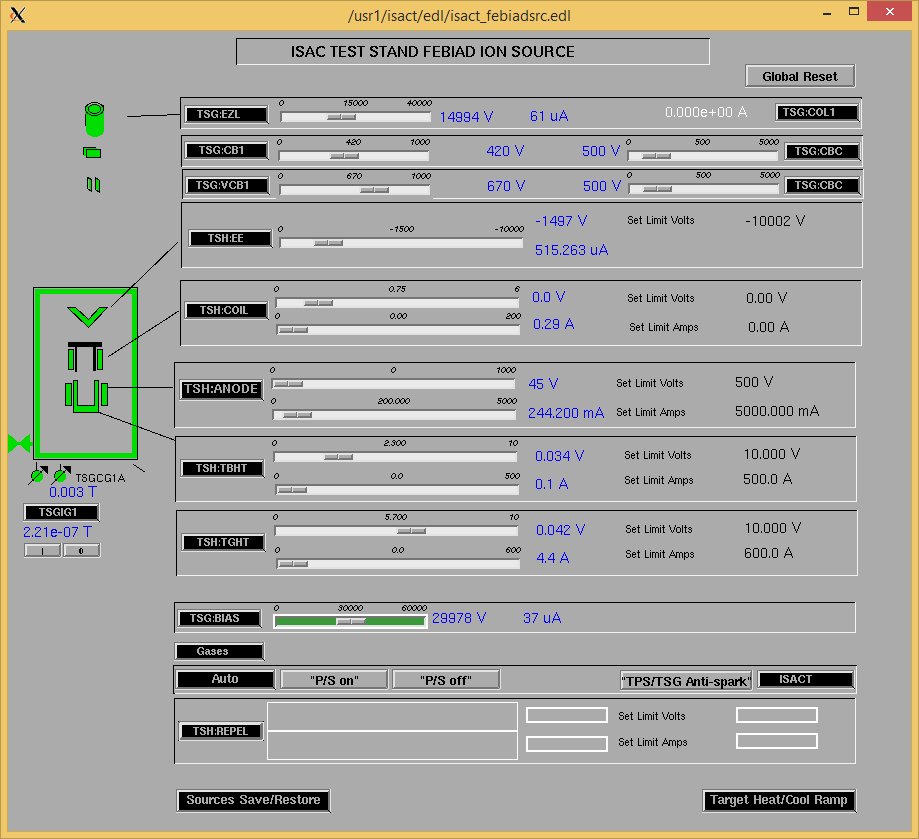 /usr1/isact/edl/isact_febiadsrc.edl
ISAC TEST STAND FEBIAD ION SOURCE
Global Reset
TSG:EZL 0 15000 40000 14994 V 61 uA 0.000e+00 A TSG:COL1
TSG:CB1 0 420 1000 420 V 500 V 0 500 5000 TSG:CBC
TSG:VCB1 0 670 1000 670 V 500 V 0 500 5000 TSG:CBC
TSH:EE 0 -1500 -10000 -1497 V Set Limit Volts -10002 V
515.263 uA
TSH:COIL 0 0.75 6 0.0 V Set Limit Volts 0.00 V
0 0.00 200 0.29 A Set Limit Amps 0.00 A
TSH:ANODE 0 0 1000 45 V Set Limit Volts 500 V
0 200.000 5000 244.200 mA Set Limit Amps 5000.000 mA
TSH:TBHT 0 2.300 10 0.034 V Set Limit Volts 10.000 V
0 0.0 500 0.1 A Set Limit Amps 500.0 A
TSGCG1A
0.003 T
TSGIG1
2.21e-07 T
I 0
TSH:TGHT 0 5.700 10 0.042 V Set Limit Volts 10.000 V
0 0.0 600 4.4 A Set Limit Amps 600.0 A
TSG:BIAS 0 30000 60000 29978 V 37 uA
Gases
Auto "P/S on" "P/S off" "TPS/TSG Anti-spark" ISACT
TSH:REPEL Set Limit Volts
Set Limit Amps
Sources Save/Restore Target Heat/Cool Ramp